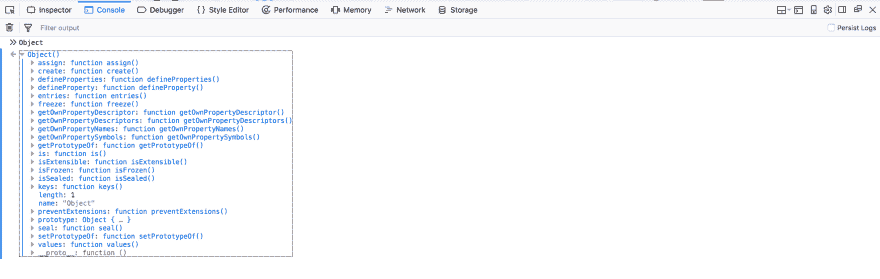 Inspector Console Debugger {} Style Editor Performance Memory Network Storage
Filter output Persist Logs
>> Object
Object()
assign: function assign()
create: function create()
defineProperties: function defineProperties()
defineProperty: function defineProperty()
entries: function entries()
freeze: function freeze()
getOwnPropertyDescriptor: function getOwnPropertyDescriptor()
getOwnPropertyDescriptors: function getOwnPropertyDescriptors()
getOwnPropertyNames: function getOwnPropertyNames()
getOwnPropertySymbols: function getOwnPropertySymbols()
getPrototypeOf: function getPrototypeOf()
is: function is()
isExtensible: function isExtensible()
isFrozen: function isFrozen()
isSealed: function isSealed()
keys: function keys()
length: 1
name: "Object"
preventExtensions: function preventExtensions()
prototype: Object { … }
seal: function seal()
setPrototypeOf: function setPrototypeOf()
values: function values()
__proto__: function ()